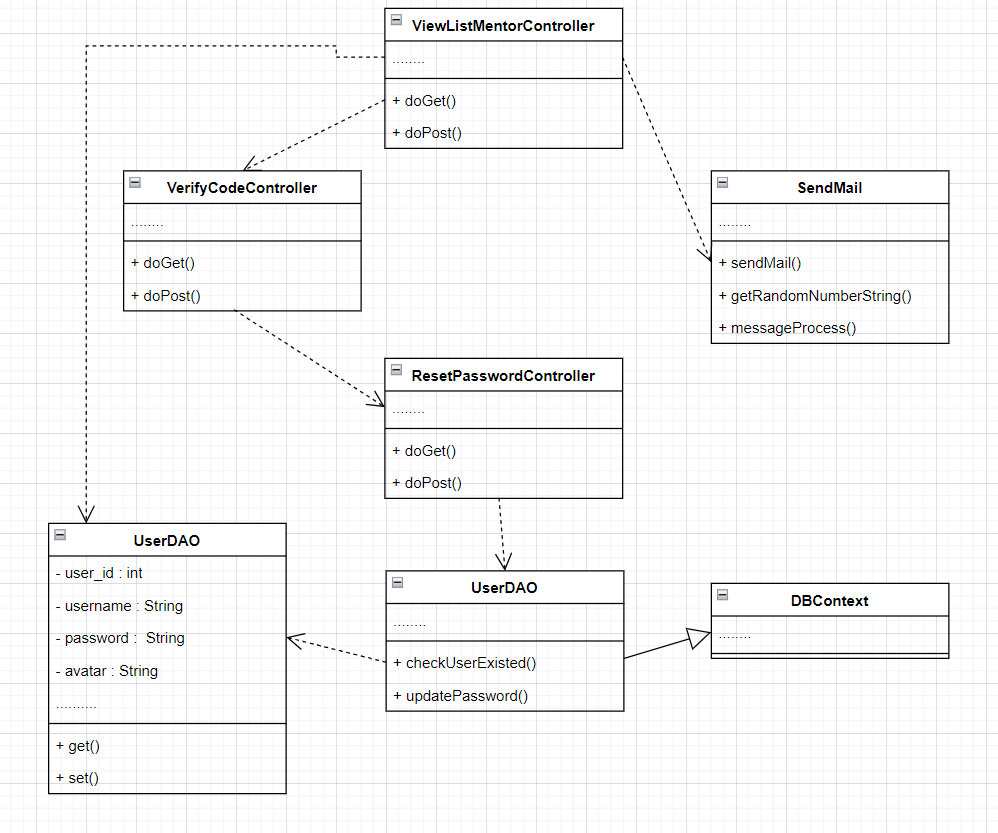 ViewListMentorController
........
+ doGet()
+ doPost()
VerifyCodeController
........
+ doGet()
+ doPost()
SendMail
........
+ sendMail()
+ getRandomNumberString()
+ messageProcess()
ResetPasswordController
........
+ doGet()
+ doPost()
UserDAO
- user_id : int
- username : String
- password :  String
- avatar : String
..........
+ get()
+ set()
UserDAO
........
+ checkUserExisted()
+ updatePassword()
DBContext
........